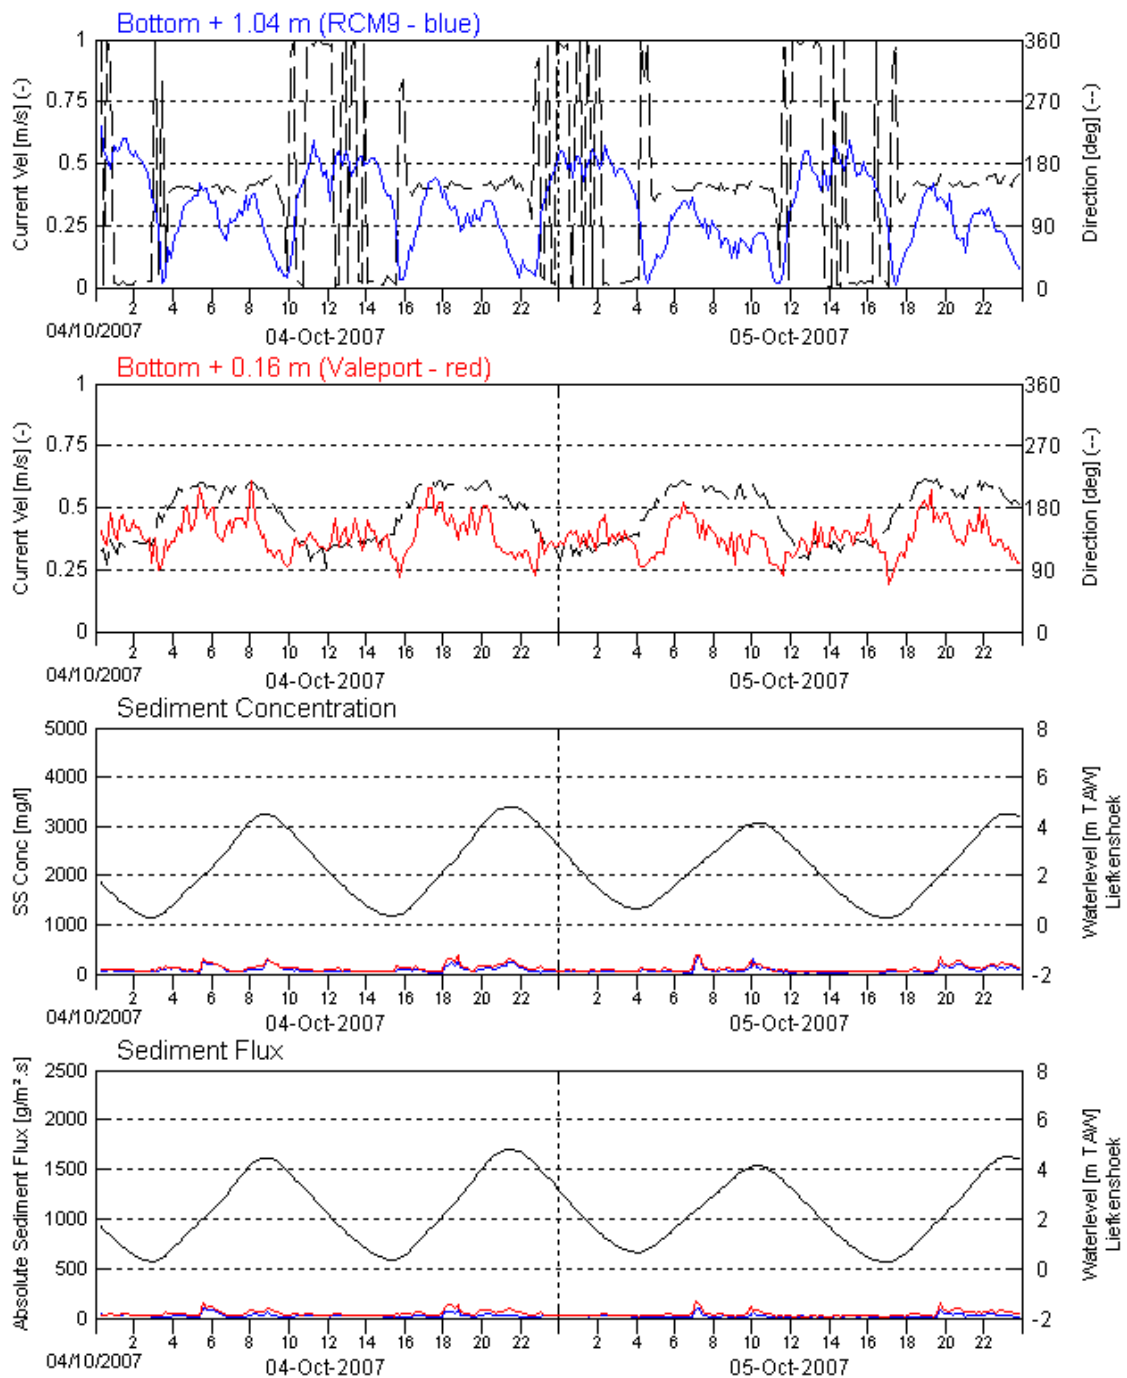 Bottom + 1.04 m (RCM9 - blue)
Current Vel [m/s] (-)
1
0.75
0.5
0.25
0
360
270
180
90
0
Direction [deg] (--)
2 4 6 8 10 12 14 16 18 20 22 2 4 6 8 10 12 14 16 18 20 22
04/10/2007
04-Oct-2007
05-Oct-2007
Bottom + 0.16 m (Valeport - red)
Current Vel [m/s] (-)
1
0.75
0.5
0.25
0
360
270
180
90
0
Direction [deg] (--)
2 4 6 8 10 12 14 16 18 20 22 2 4 6 8 10 12 14 16 18 20 22
04/10/2007
04-Oct-2007
05-Oct-2007
Sediment Concentration
SS Conc [mg/l]
5000
4000
3000
2000
1000
0
8
6
4
2
0
-2
Waterlevel [m TAW]
Liefkenshoek
2 4 6 8 10 12 14 16 18 20 22 2 4 6 8 10 12 14 16 18 20 22
04/10/2007
04-Oct-2007
05-Oct-2007
Sediment Flux
Absolute Sediment Flux [g/m².s]
2500
2000
1500
1000
500
0
8
6
4
2
0
-2
Waterlevel [m TAW]
Liefkenshoek
2 4 6 8 10 12 14 16 18 20 22 2 4 6 8 10 12 14 16 18 20 22
04/10/2007
04-Oct-2007
05-Oct-2007